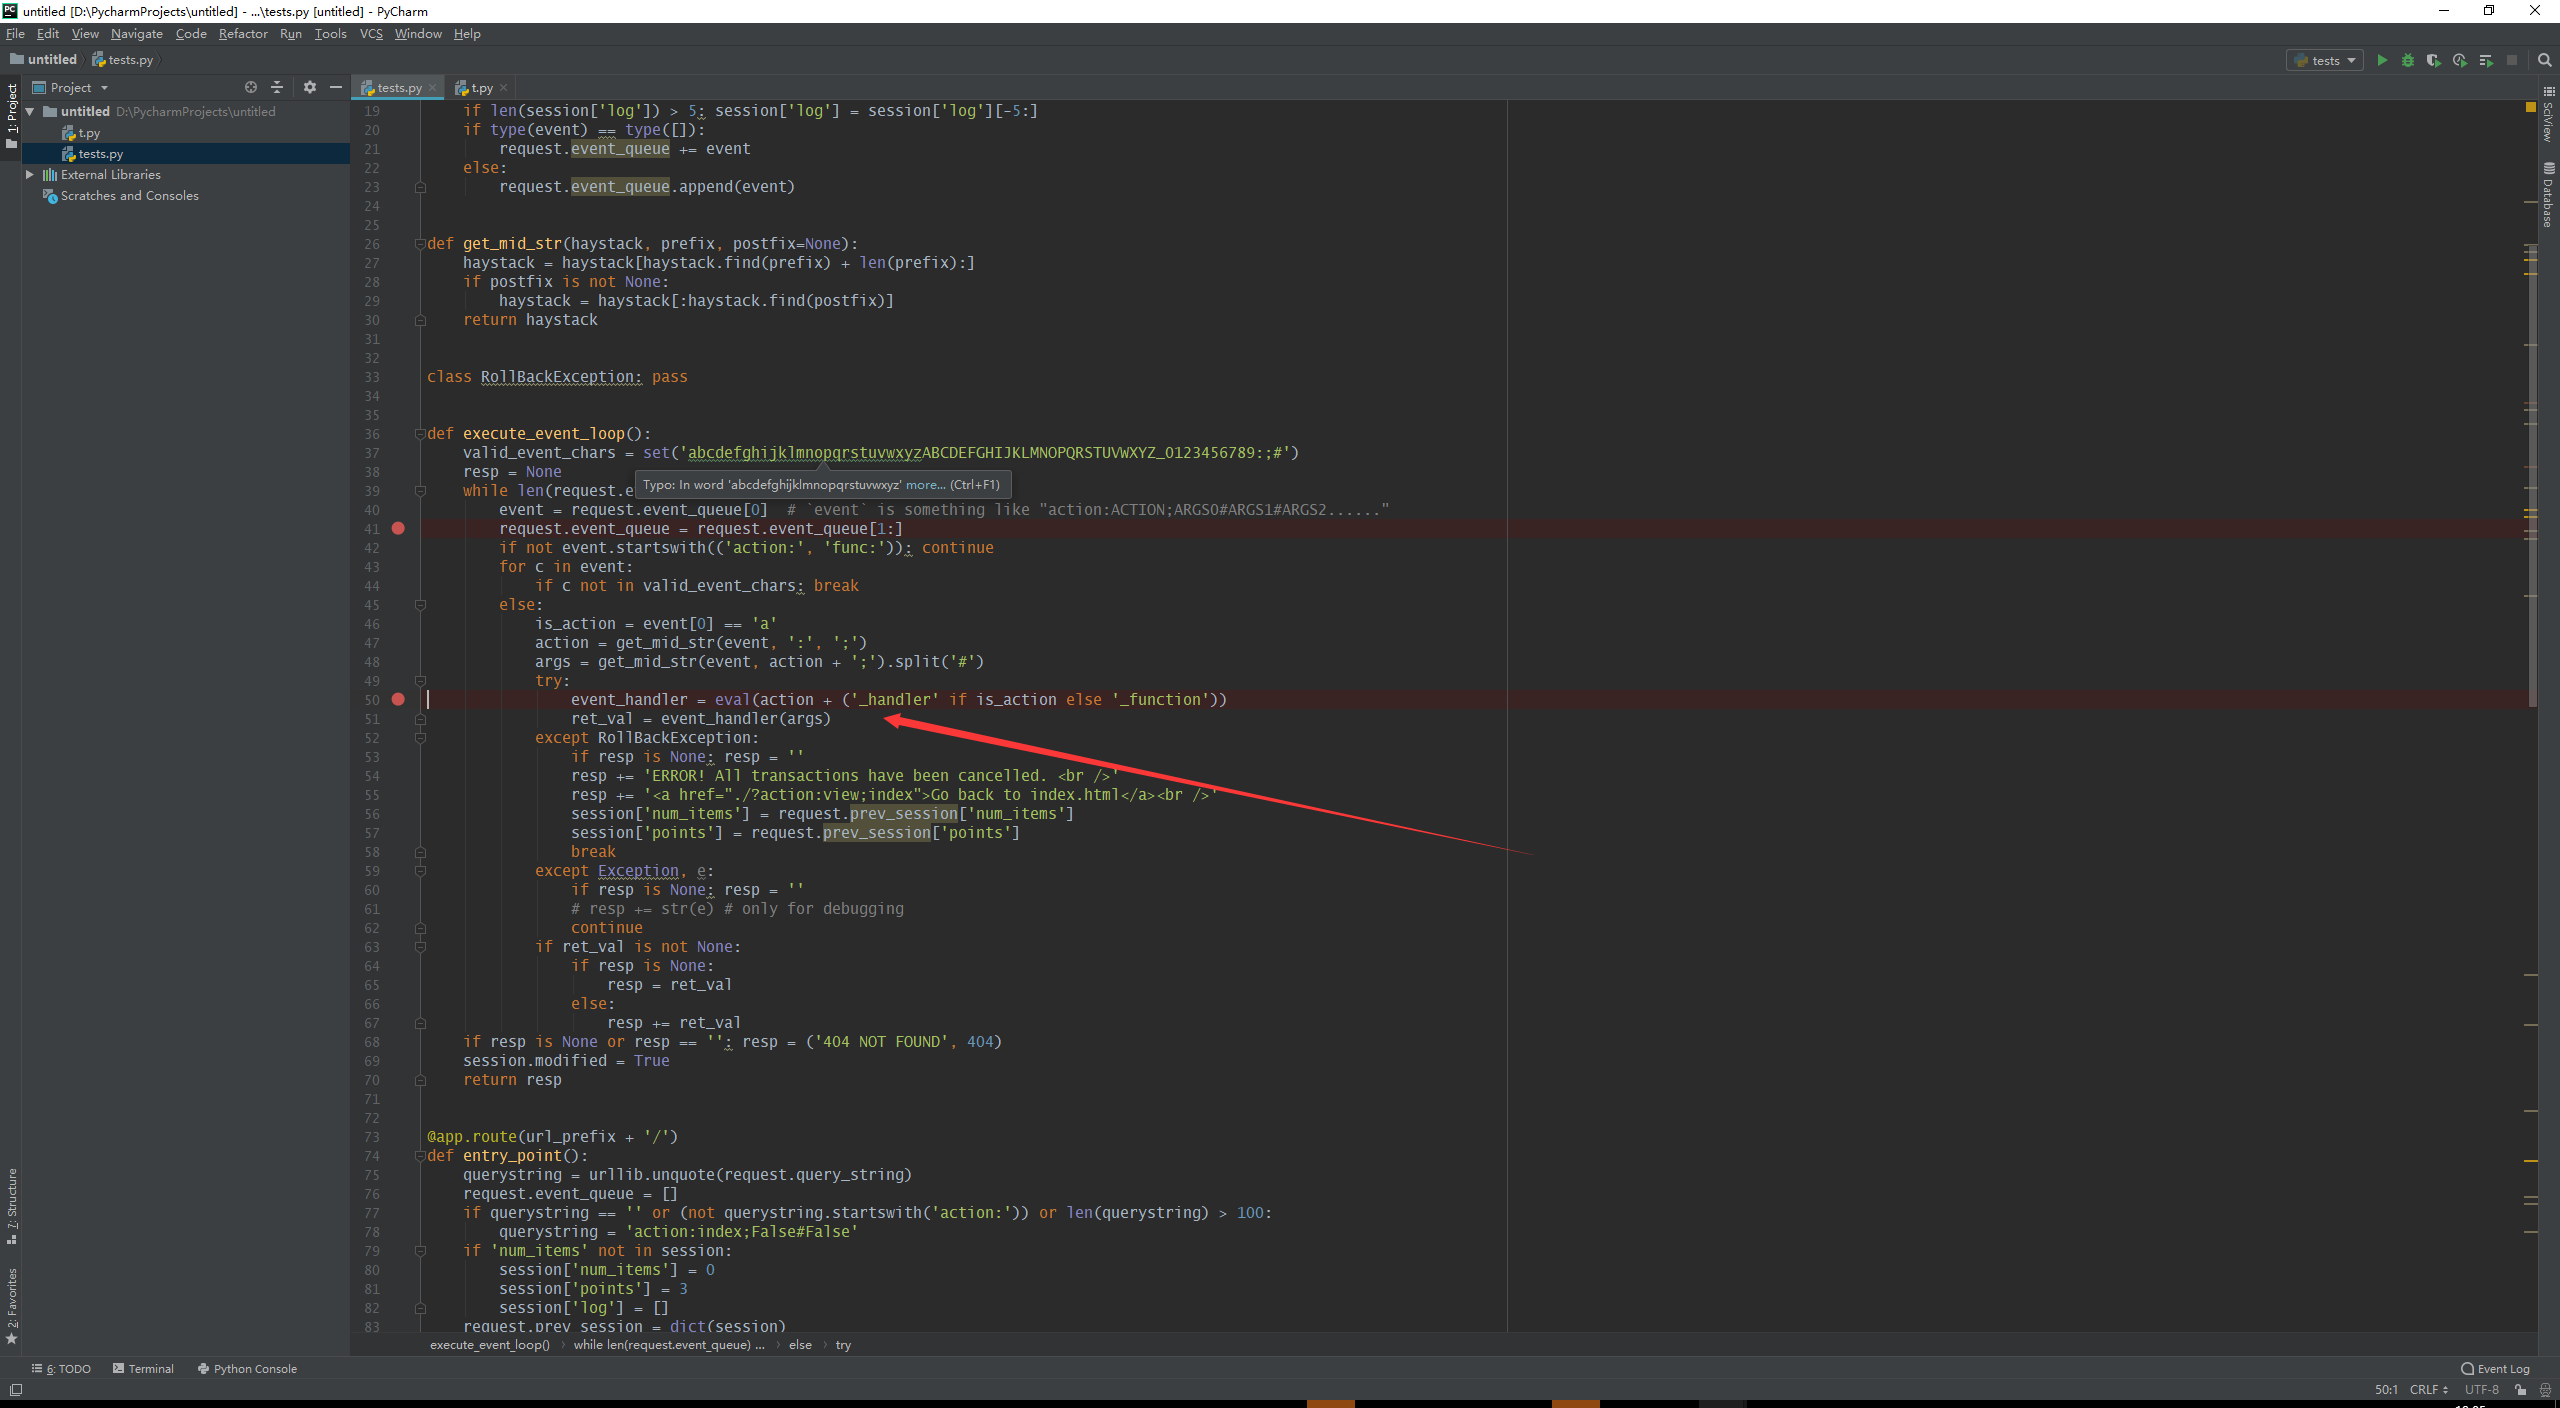 untitled [D:\PycharmProjects\untitled] - ...\tests.py [untitled] - PyCharm
File Edit View Navigate Code Refactor Run Tools VCS Window Help
untitled tests.py
tests
Project
tests.py t.py
1: Project
untitled D:\PycharmProjects\untitled
t.py
tests.py
External Libraries
Scratches and Consoles
SciView
Database
19 if len(session['log']) > 5: session['log'] = session['log'][-5:]
20 if type(event) == type([]):
21 request.event_queue += event
22 else:
23 request.event_queue.append(event)
24
25
26 def get_mid_str(haystack, prefix, postfix=None):
27 haystack = haystack[haystack.find(prefix) + len(prefix):]
28 if postfix is not None:
29 haystack = haystack[:haystack.find(postfix)]
30 return haystack
31
32
33 class RollBackException: pass
34
35
36 def execute_event_loop():
37 valid_event_chars = set('abcdefghijklmnopqrstuvwxyzABCDEFGHIJKLMNOPQRSTUVWXYZ_0123456789:;#')
38 resp = None
Typo: In word 'abcdefghijklmnopqrstuvwxyz' more... (Ctrl+F1)
39 while len(request.e
40 event = request.event_queue[0] # `event` is something like "action:ACTION;ARGS0#ARGS1#ARGS2......"
41 request.event_queue = request.event_queue[1:]
42 if not event.startswith(('action:', 'func:')): continue
43 for c in event:
44 if c not in valid_event_chars: break
45 else:
46 is_action = event[0] == 'a'
47 action = get_mid_str(event, ':', ';')
48 args = get_mid_str(event, action + ';').split('#')
49 try:
50 event_handler = eval(action + ('_handler' if is_action else '_function'))
51 ret_val = event_handler(args)
52 except RollBackException:
53 if resp is None: resp = ''
54 resp += 'ERROR! All transactions have been cancelled. <br />'
55 resp += '<a href="./?action:view;index">Go back to index.html</a><br />'
56 session['num_items'] = request.prev_session['num_items']
57 session['points'] = request.prev_session['points']
58 break
59 except Exception, e:
60 if resp is None: resp = ''
61 # resp += str(e) # only for debugging
62 continue
63 if ret_val is not None:
64 if resp is None:
65 resp = ret_val
66 else:
67 resp += ret_val
68 if resp is None or resp == '': resp = ('404 NOT FOUND', 404)
69 session.modified = True
70 return resp
71
72
73 @app.route(url_prefix + '/')
74 def entry_point():
75 querystring = urllib.unquote(request.query_string)
76 request.event_queue = []
77 if querystring == '' or (not querystring.startswith('action:')) or len(querystring) > 100:
78 querystring = 'action:index;False#False'
79 if 'num_items' not in session:
80 session['num_items'] = 0
81 session['points'] = 3
82 session['log'] = []
83 request.prev_session = dict(session)
7: Structure
2: Favorites
execute_event_loop() while len(request.event_queue) ... else try
6: TODO Terminal Python Console Event Log
50:1 CRLF UTF-8